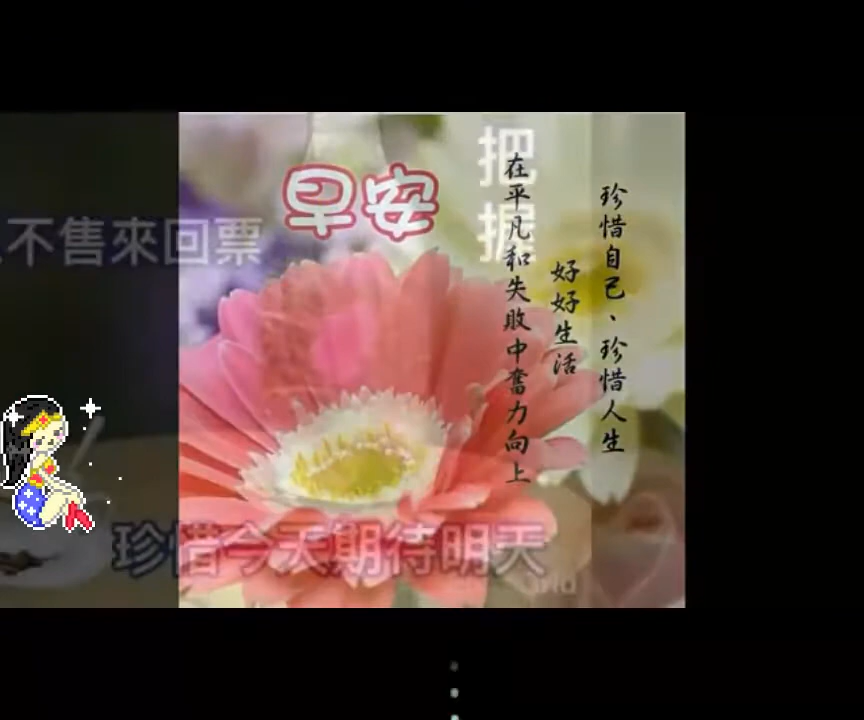 早安
把握
珍惜自己、珍惜人生
好好生活
在平凡和失敗中奮力向上
不售來回票
珍惜今天期待明天